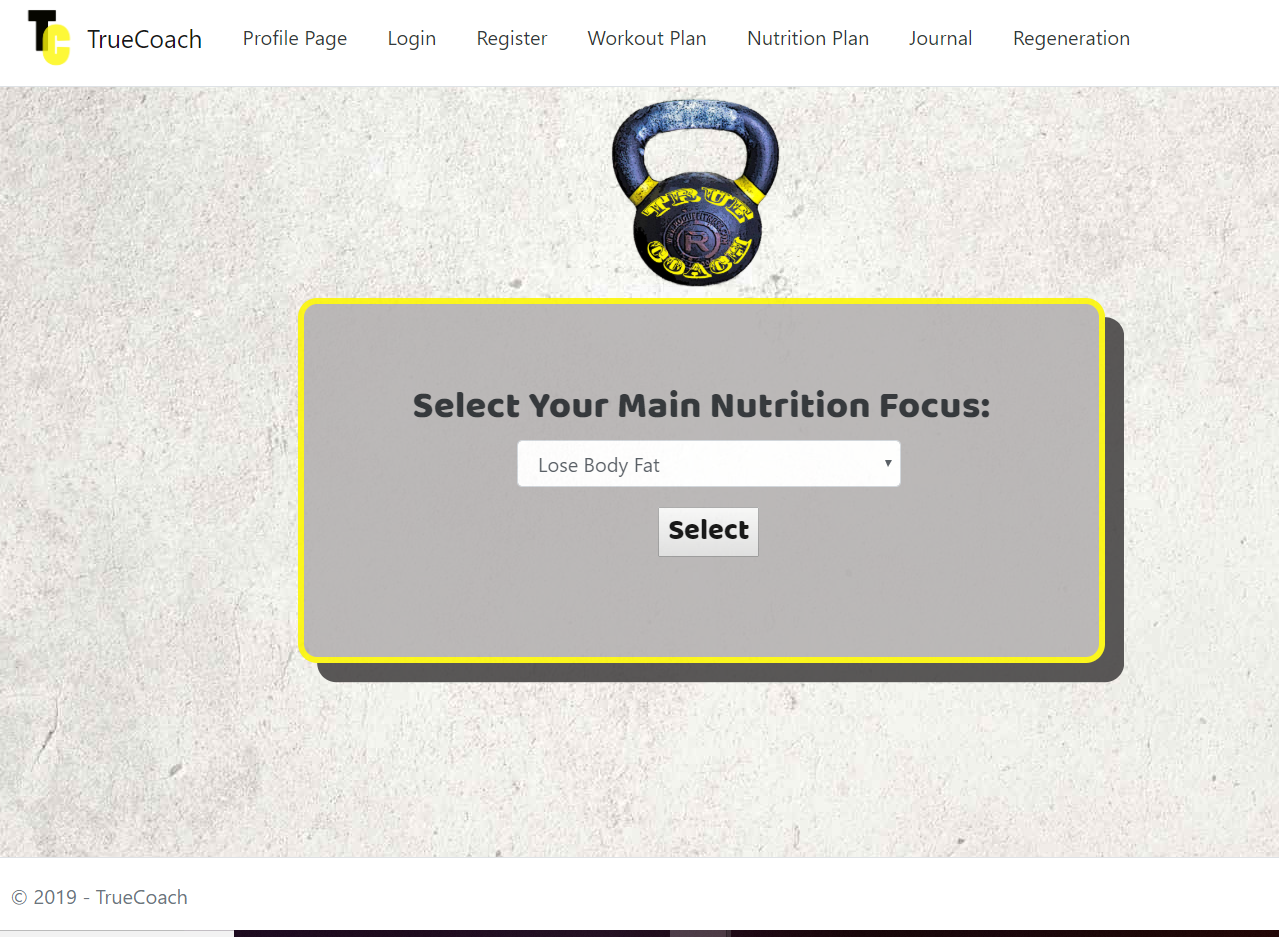 TC TrueCoach Profile Page Login Register Workout Plan Nutrition Plan Journal Regeneration
TRUE
R
COACH
Select Your Main Nutrition Focus:
Lose Body Fat
Select
© 2019 - TrueCoach